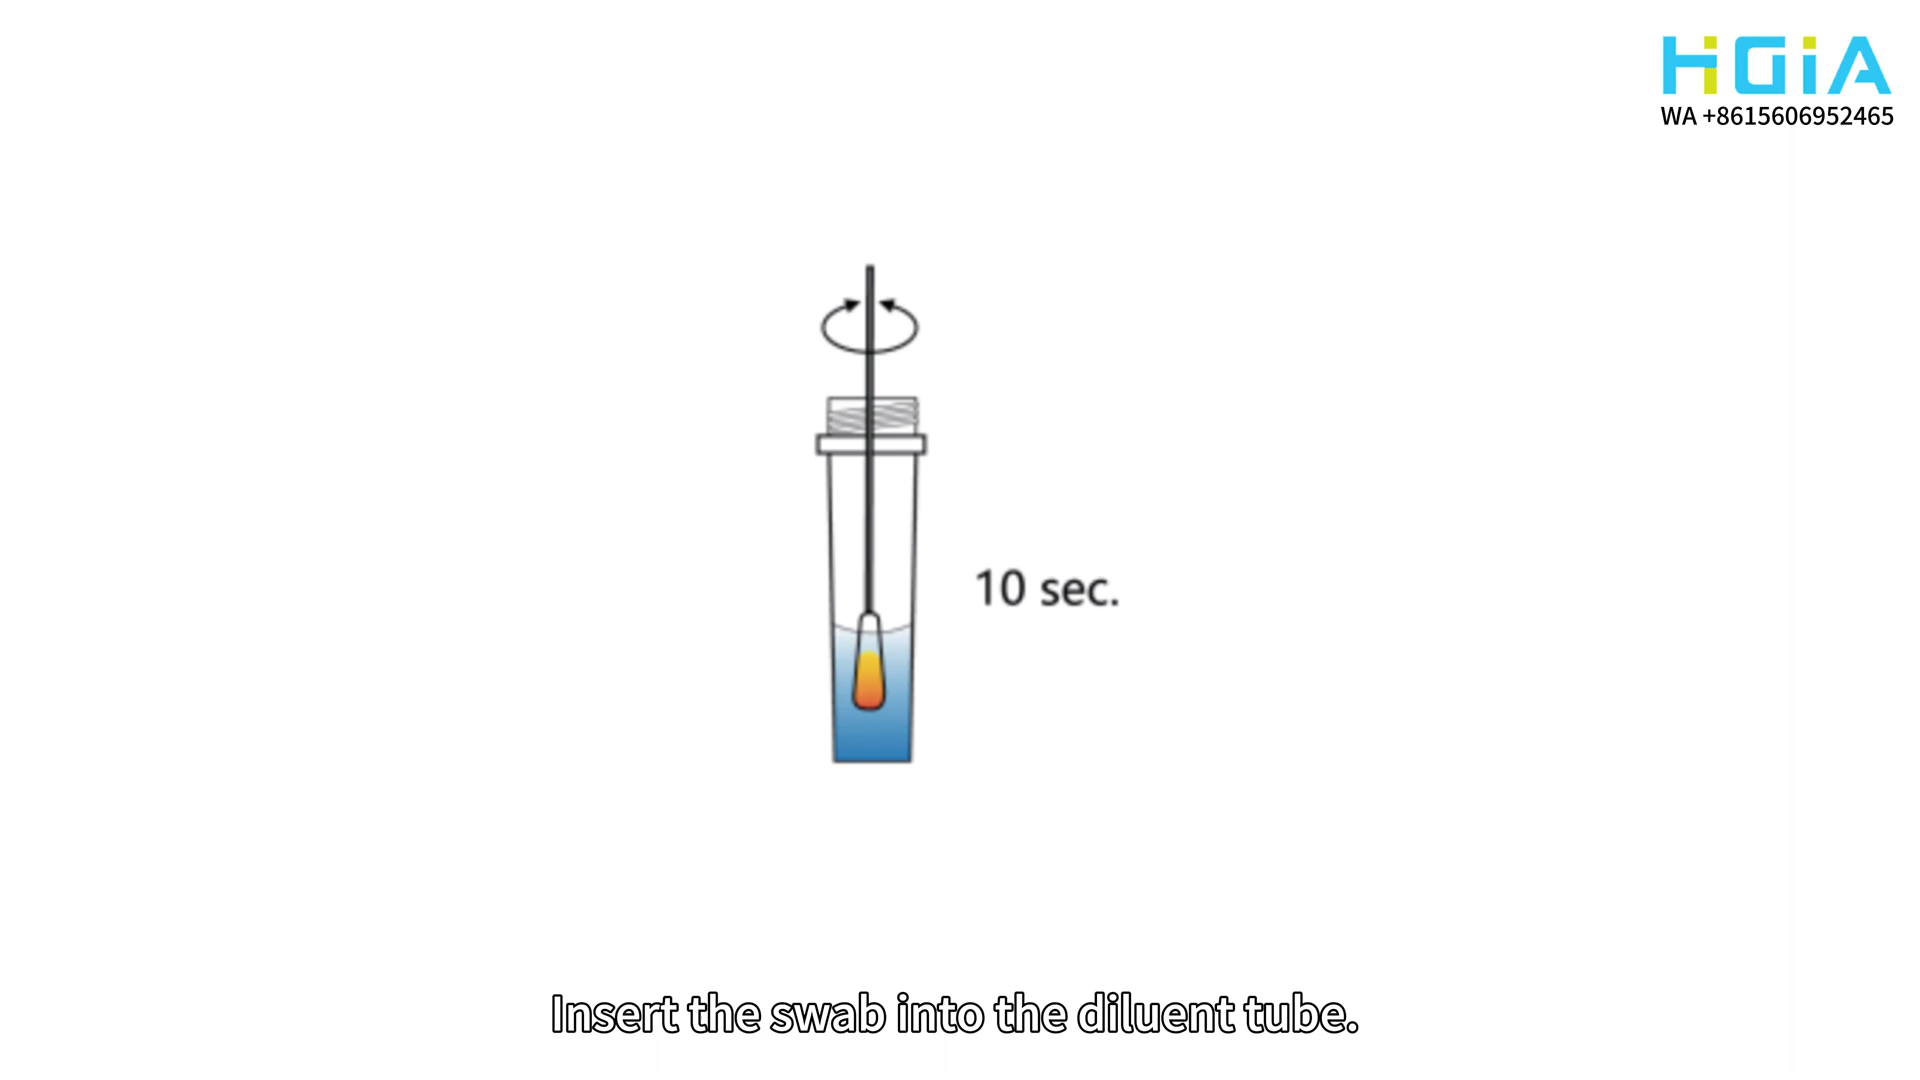 HGiA
WA +8615606952465
10 sec.
Insert the swab into the diluent tube.